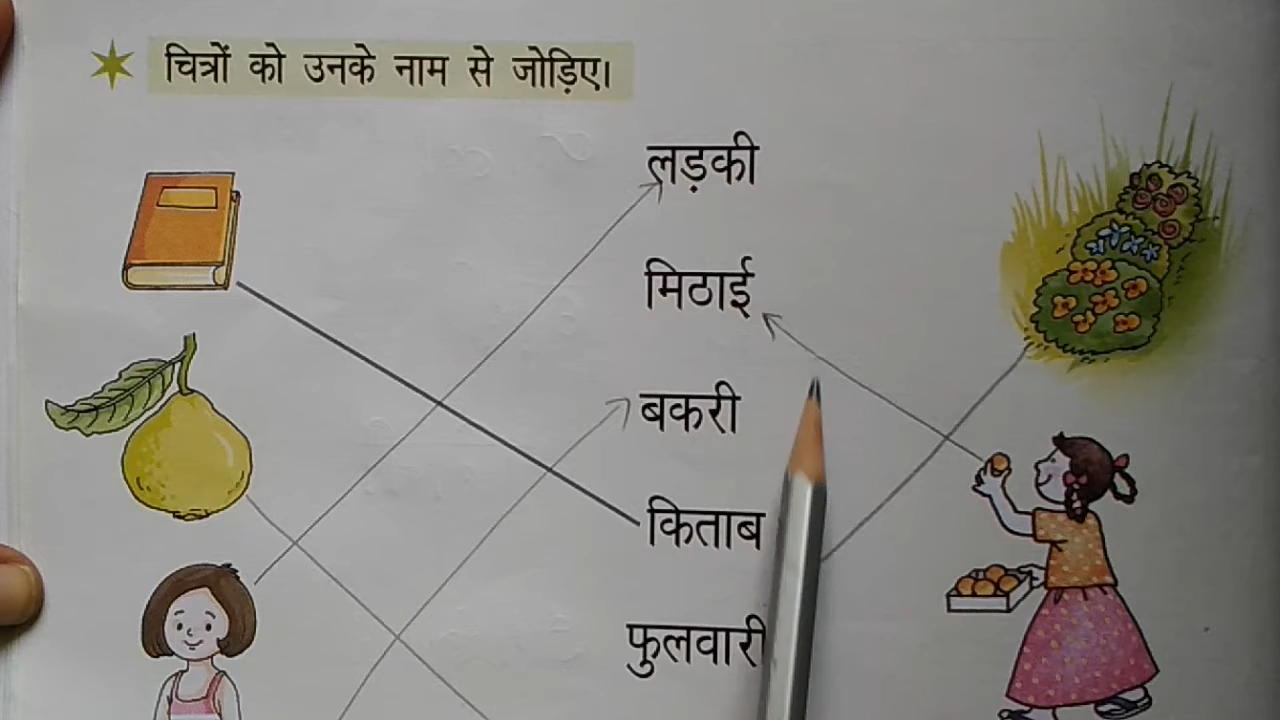 चित्रों को उनके नाम से जोड़िए।
लड़की
मिठाई
बकरी
किताब
फुलवारी